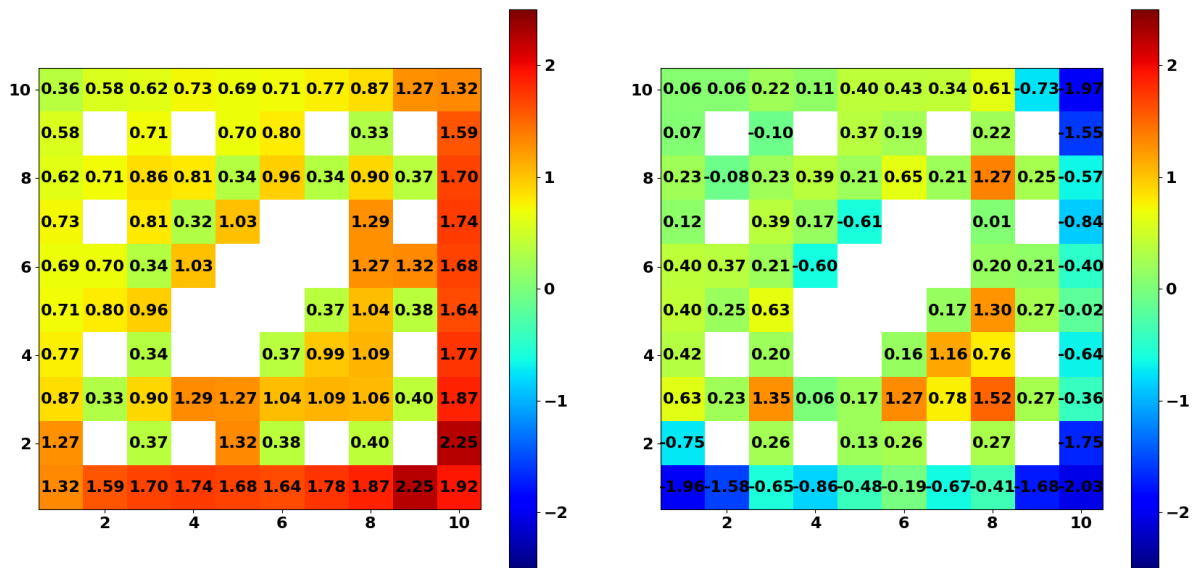 10 0.36 0.58 0.62 0.73 0.69 0.71 0.77 0.87 1.27 1.32
0.58 0.71 0.70 0.80 0.33 1.59
8 0.62 0.71 0.86 0.81 0.34 0.96 0.34 0.90 0.37 1.70
0.73 0.81 0.32 1.03 1.29 1.74
6 0.69 0.70 0.34 1.03 1.27 1.32 1.68
0.71 0.80 0.96 0.37 1.04 0.38 1.64
4 0.77 0.34 0.37 0.99 1.09 1.77
0.87 0.33 0.90 1.29 1.27 1.04 1.09 1.06 0.40 1.87
2 1.27 0.37 1.32 0.38 0.40 2.25
1.32 1.59 1.70 1.74 1.68 1.64 1.78 1.87 2.25 1.92
2 4 6 8 10
2
1
0
−1
−2
10 0.06 0.06 0.22 0.11 0.40 0.43 0.34 0.61 -0.73 -1.97
0.07 -0.10 0.37 0.19 0.22 -1.55
8 0.23 -0.08 0.23 0.39 0.21 0.65 0.21 1.27 0.25 -0.57
0.12 0.39 0.17 -0.61 0.01 -0.84
6 0.40 0.37 0.21 -0.60 0.20 0.21 -0.40
0.40 0.25 0.63 0.17 1.30 0.27 -0.02
4 0.42 0.20 0.16 1.16 0.76 -0.64
0.63 0.23 1.35 0.06 0.17 1.27 0.78 1.52 0.27 -0.36
2 -0.75 0.26 0.13 0.26 0.27 -1.75
-1.96 -1.58 -0.65 -0.86 -0.48 -0.19 -0.67 -0.41 -1.68 -2.03
2 4 6 8 10
2
1
0
−1
−2